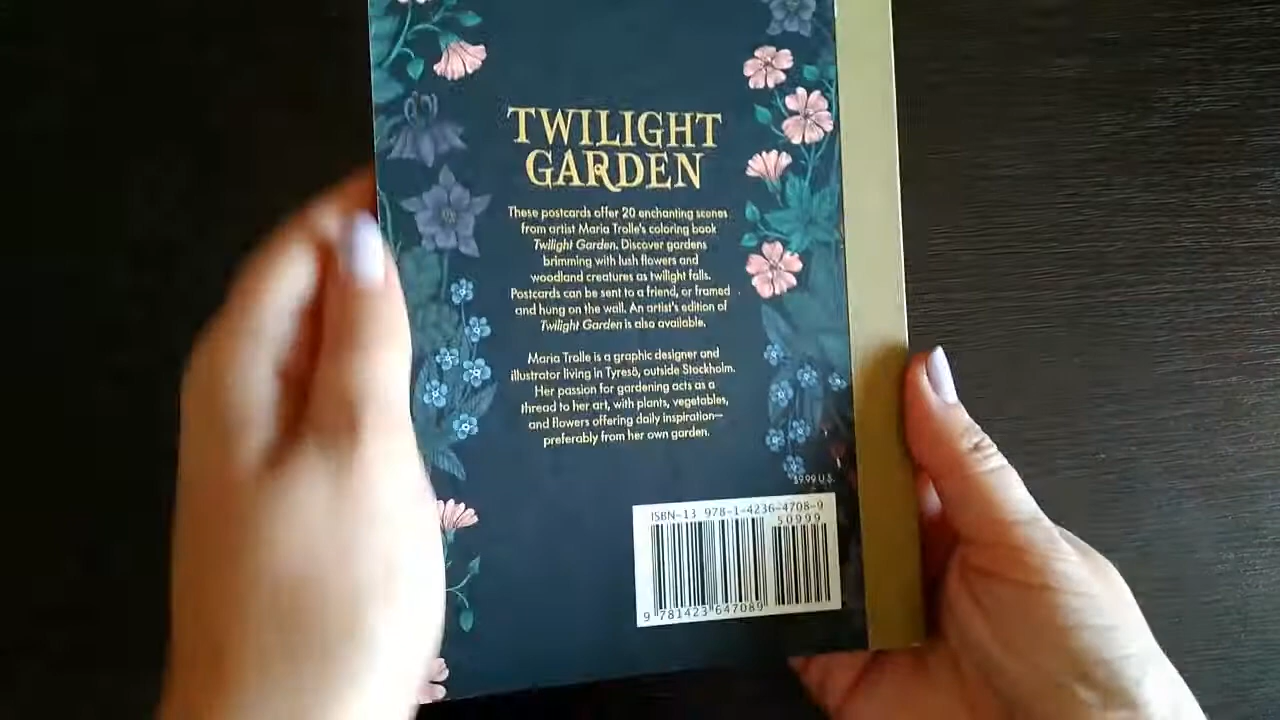 TWILIGHT
GARDEN
These postcards offer 20 enchanting scenes
from artist Maria Trolle's coloring book
Twilight Garden. Discover gardens
brimming with lush flowers and
woodland creatures as twilight falls.
Postcards can be sent to a friend, or framed
and hung on the wall. An artist's edition of
Twilight Garden is also available.
Maria Trolle is a graphic designer and
illustrator living in Tyresö, outside Stockholm.
Her passion for gardening acts as a
thread to her art, with plants, vegetables,
and flowers offering daily inspiration—
preferably from her own garden.
$9.99 U.S.
ISBN-13 978-1-4236-4708-9
50999
9 781423 647089